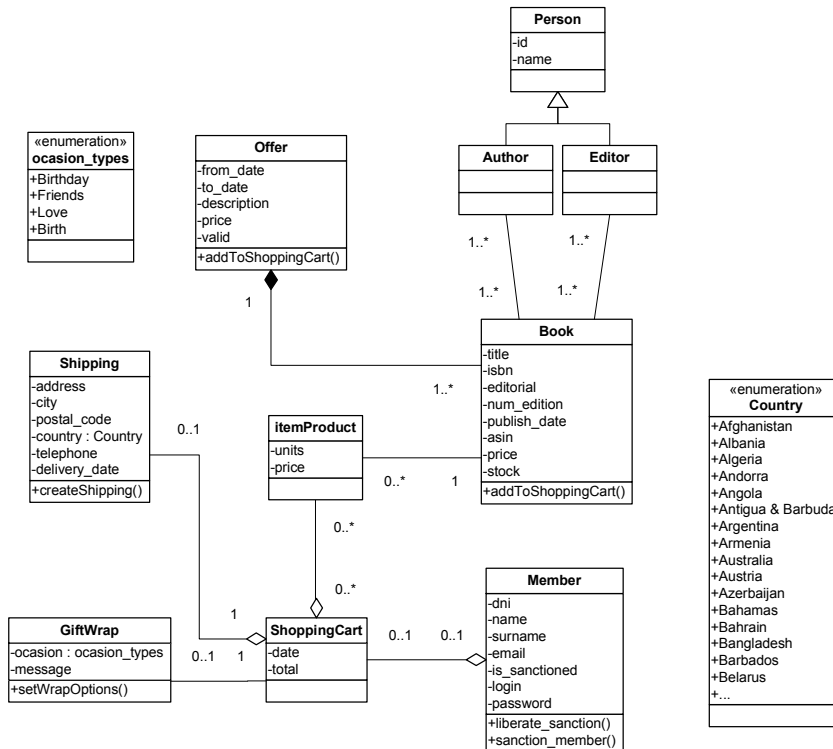 Person
-id
-name
«enumeration»
ocasion_types
+Birthday
+Friends
+Love
+Birth
Offer
-from_date
-to_date
-description
-price
-valid
+addToShoppingCart()
Author
Editor
1..*
1..*
1..*
1..*
1
1..*
Book
-title
-isbn
-editorial
-num_edition
-publish_date
-asin
-price
-stock
+addToShoppingCart()
Shipping
-address
-city
-postal_code
-country : Country
-telephone
-delivery_date
+createShipping()
0..1
itemProduct
-units
-price
0..*
1
0..*
0..*
«enumeration»
Country
+Afghanistan
+Albania
+Algeria
+Andorra
+Angola
+Antigua & Barbuda
+Argentina
+Armenia
+Australia
+Austria
+Azerbaijan
+Bahamas
+Bahrain
+Bangladesh
+Barbados
+Belarus
+...
GiftWrap
-ocasion : ocasion_types
-message
+setWrapOptions()
0..1
1
1
ShoppingCart
-date
-total
0..1
0..1
Member
-dni
-name
-surname
-email
-is_sanctioned
-login
-password
+liberate_sanction()
+sanction_member()